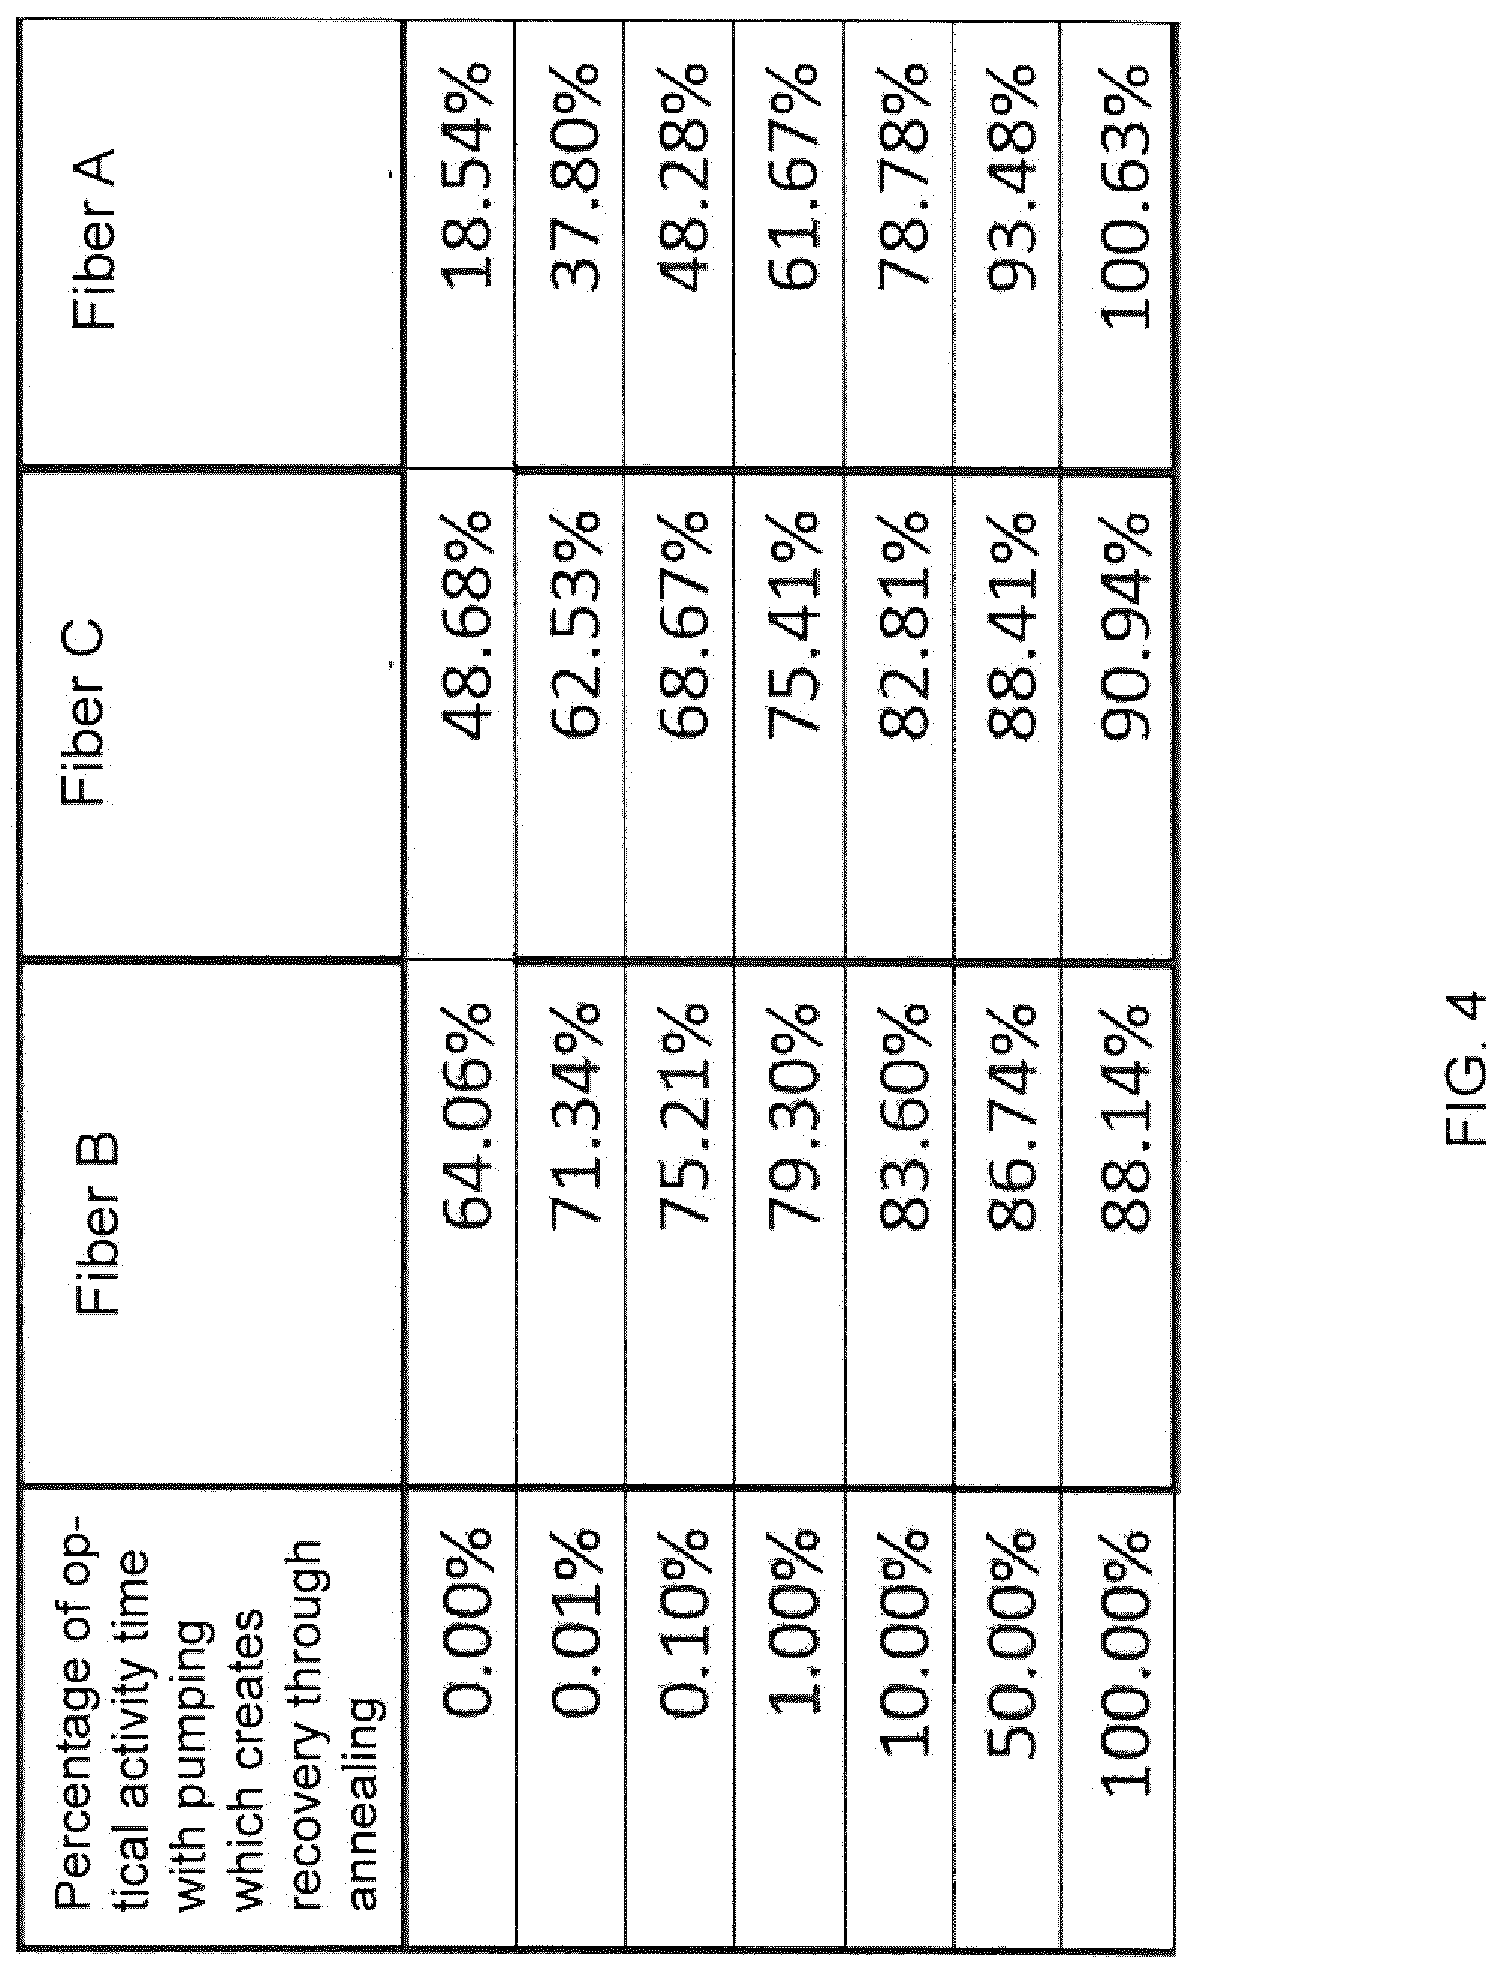 Percentage of op-
tical activity time
with pumping
which creates
recovery through
annealing
Fiber B
Fiber C
Fiber A
0.00% 64.06% 48.68% 18.54%
0.01% 71.34% 62.53% 37.80%
0.10% 75.21% 68.67% 48.28%
1.00% 79.30% 75.41% 61.67%
10.00% 83.60% 82.81% 78.78%
50.00% 86.74% 88.41% 93.48%
100.00% 88.14% 90.94% 100.63%
FIG. 4